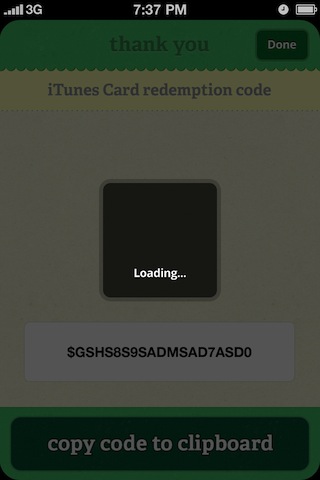 3G 7:37 PM
thank you
Done
iTunes Card redemption code
Loading...
$GSHS8S9SADMSAD7ASD0
copy code to clipboard